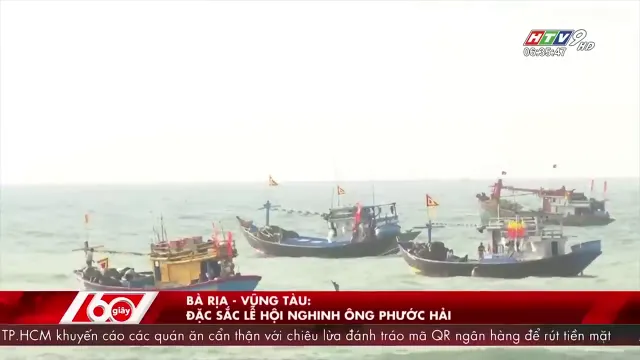 HTV9 HD
06:35:47
60 giây
BÀ RỊA - VŨNG TÀU:
ĐẶC SẮC LỄ HỘI NGHINH ÔNG PHƯỚC HẢI
TP.HCM khuyến cáo các quán ăn cẩn thận với chiêu lừa đánh tráo mã QR ngân hàng để rút tiền mặt